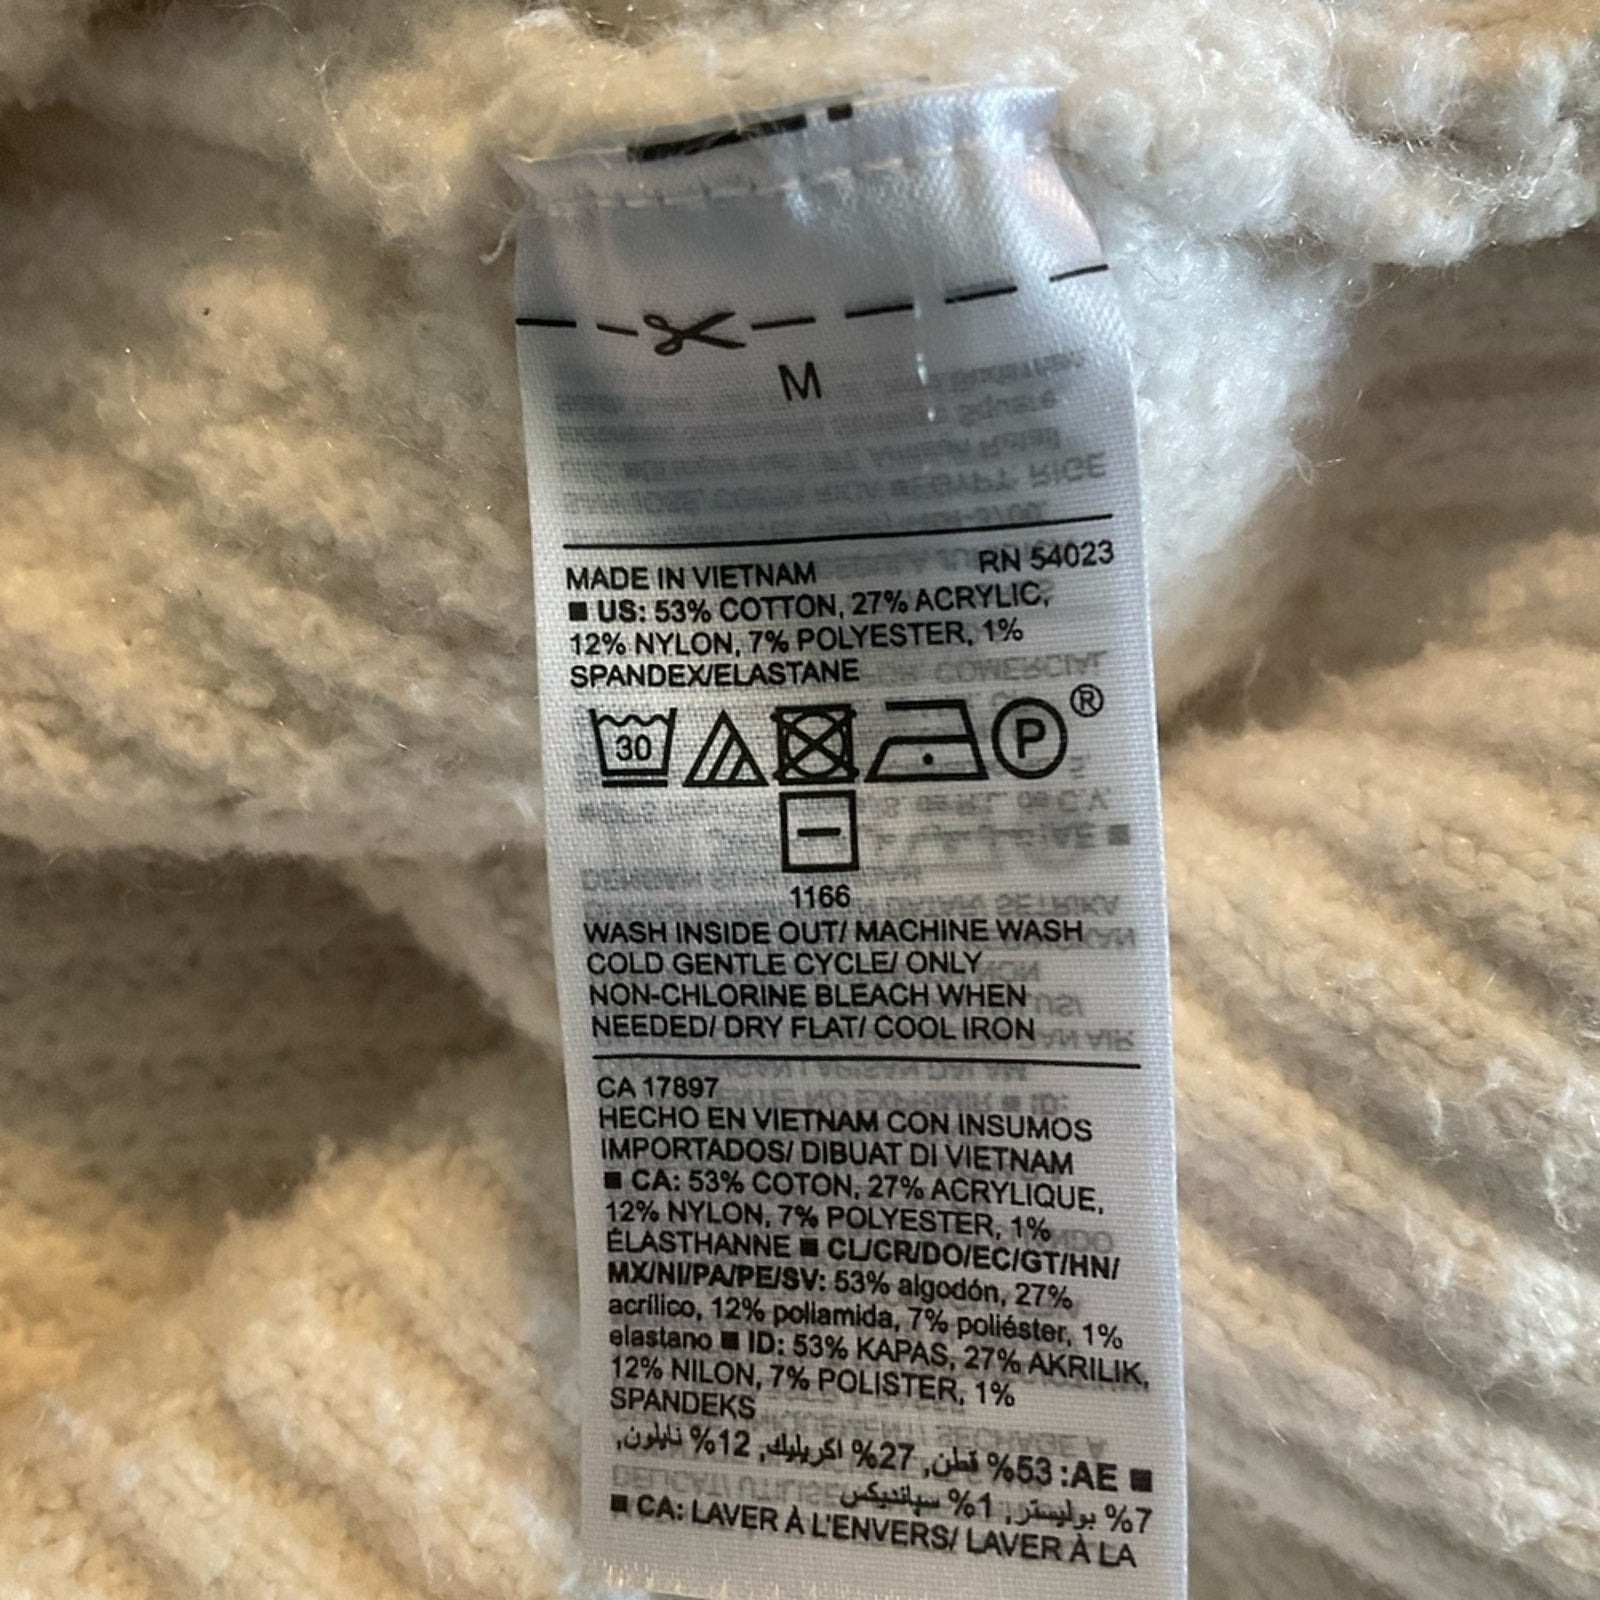 M
MADE IN VIETNAM RN 54023
■ US: 53% COTTON, 27% ACRYLIC,
12% NYLON, 7% POLYESTER, 1%
SPANDEX/ELASTANE
30 P ®
1166
WASH INSIDE OUT/ MACHINE WASH
COLD GENTLE CYCLE/ ONLY
NON-CHLORINE BLEACH WHEN
NEEDED/ DRY FLAT/ COOL IRON
CA 17897
HECHO EN VIETNAM CON INSUMOS
IMPORTADOS/ DIBUAT DI VIETNAM
■ CA: 53% COTON, 27% ACRYLIQUE,
12% NYLON, 7% POLYESTER, 1%
ÉLASTHANNE ■ CL/CR/DO/EC/GT/HN/
MX/NI/PA/PE/SV: 53% algodón, 27%
acrílico, 12% poliamida, 7% poliéster, 1%
elastano ■ ID: 53% KAPAS, 27% AKRILIK,
12% NILON, 7% POLISTER, 1%
SPANDEKS
■ AE: 53% قطن, 27% اكريليك, 12% نايلون,
7% بوليستر, 1% سپانديكس
■ CA: LAVER À L'ENVERS/ LAVER À LA